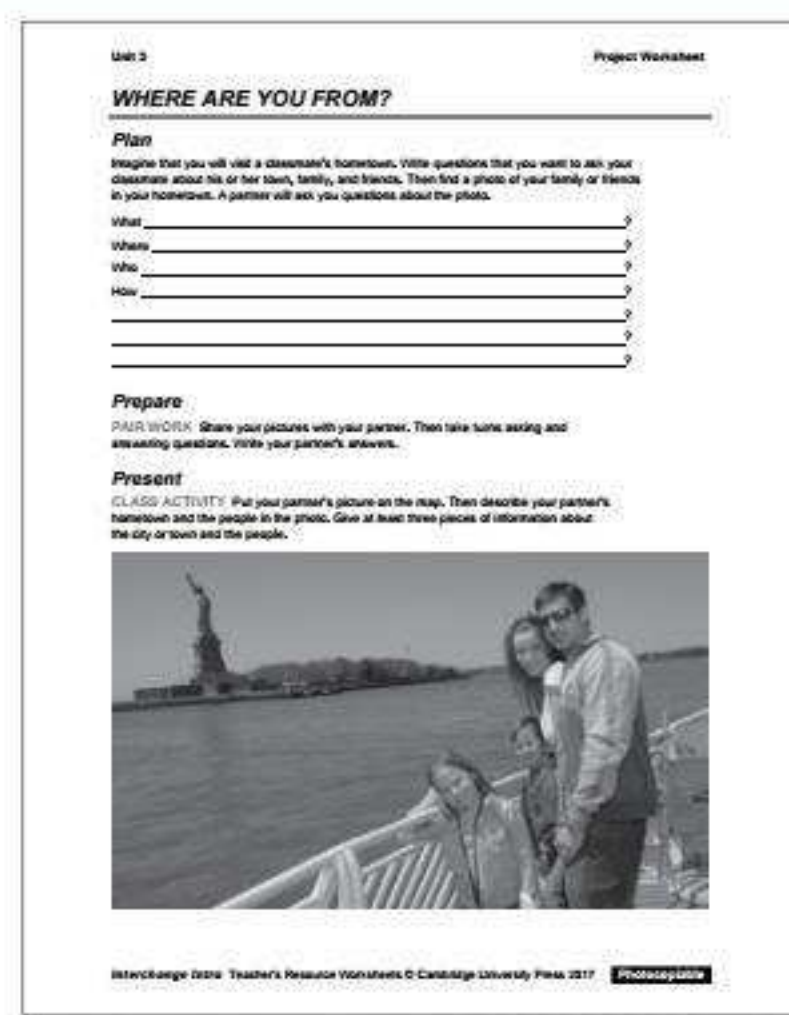 Unit 3
Project Worksheet
WHERE ARE YOU FROM?
Plan
Imagine that you will visit a classmate's hometown. Write questions that you want to ask your
classmate about his or her town, family, and friends. Then find a photo of your family or friends
in your hometown. A partner will ask you questions about the photo.
What ?
Where ?
Who ?
How ?
?
?
?
Prepare
PAIR WORK Share your pictures with your partner. Then take turns asking and
answering questions. Write your partner's answers.
Present
CLASS ACTIVITY Put your partner's picture on the map. Then describe your partner's
hometown and the people in the photo. Give at least three pieces of information about
the city or town and the people.
Interchange Intro Teacher's Resource Worksheets © Cambridge University Press 2017 Photocopiable